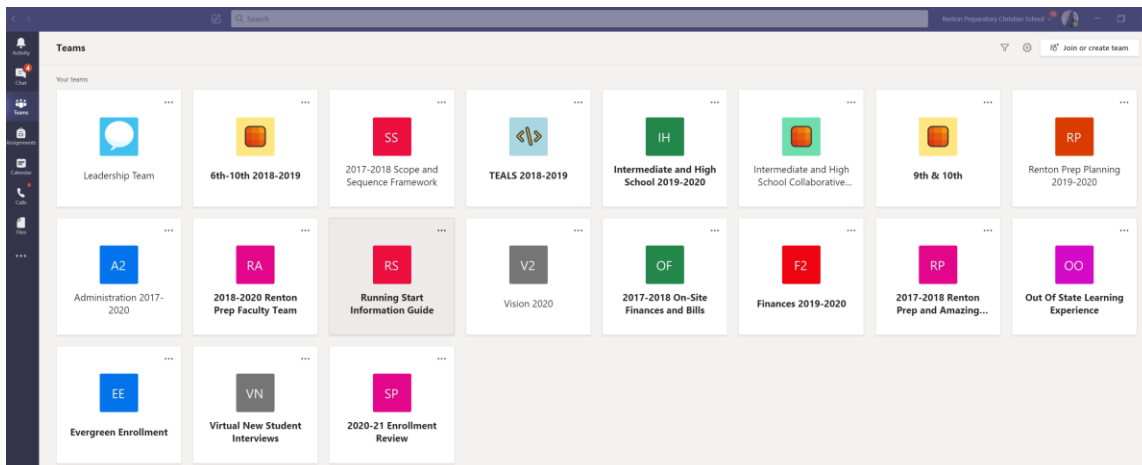 Search
Renton Preparatory Christian School
Activity
Chat
4
Teams
Assignments
Calendar
Calls
Files
Teams
Join or create team
Your teams
Leadership Team
6th-10th 2018-2019
SS
2017-2018 Scope and
Sequence Framework
TEALS 2018-2019
IH
Intermediate and High
School 2019-2020
Intermediate and High
School Collaborative...
9th & 10th
RP
Renton Prep Planning
2019-2020
A2
Administration 2017-
2020
RA
2018-2020 Renton
Prep Faculty Team
RS
Running Start
Information Guide
V2
Vision 2020
OF
2017-2018 On-Site
Finances and Bills
F2
Finances 2019-2020
RP
2017-2018 Renton
Prep and Amazing...
OO
Out Of State Learning
Experience
EE
Evergreen Enrollment
VN
Virtual New Student
Interviews
SP
2020-21 Enrollment
Review